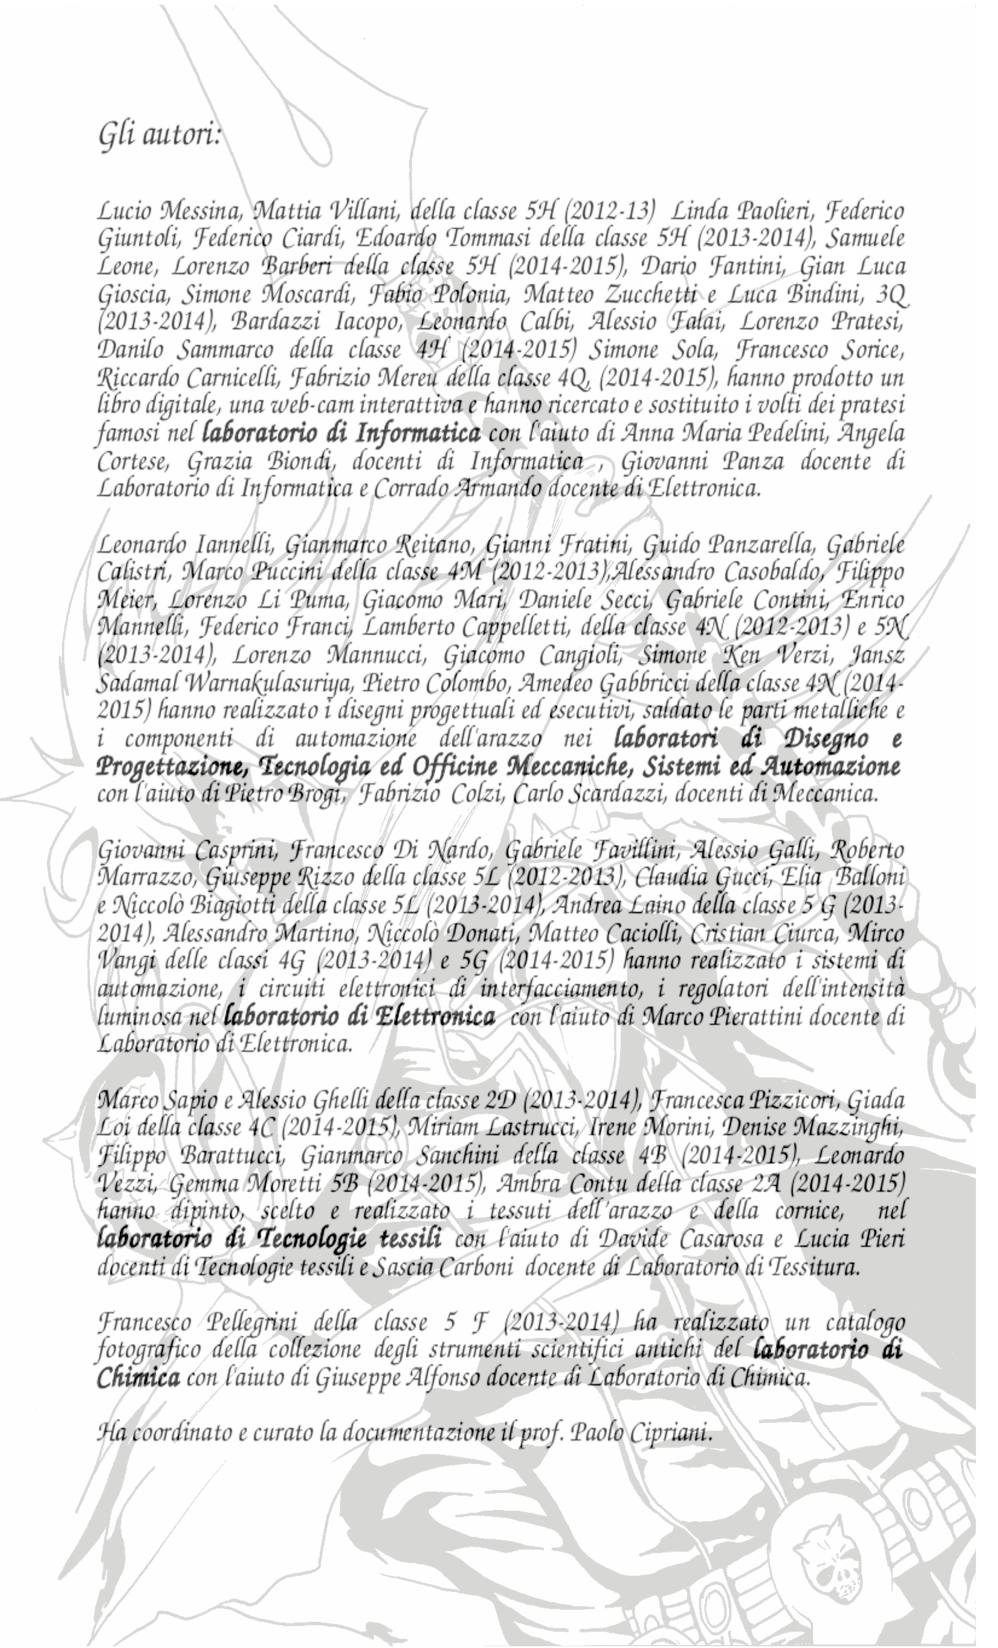 Gli autori:
Lucio Messina, Mattia Villani, della classe 5H (2012-13) Linda Paolieri, Federico
Giuntoli, Federico Ciardi, Edoardo Tommasi della classe 5H (2013-2014), Samuele
Leone, Lorenzo Barberi della classe 5H (2014-2015), Dario Fantini, Gian Luca
Gioscia, Simone Moscardi, Fabio Polonia, Matteo Zucchetti e Luca Bindini, 3Q
(2013-2014), Bardazzi Iacopo, Leonardo Calbi, Alessio Falai, Lorenzo Pratesi,
Danilo Sammarco della classe 4H (2014-2015) Simone Sola, Francesco Sorice,
Riccardo Carnicelli, Fabrizio Mereu della classe 4Q, (2014-2015), hanno prodotto un
libro digitale, una web-cam interattiva e hanno ricercato e sostituito i volti dei pratesi
famosi nel laboratorio di Informatica con l'aiuto di Anna Maria Pedelini, Angela
Cortese, Grazia Biondi, docenti di Informatica , Giovanni Panza docente di
Laboratorio di Informatica e Corrado Armando docente di Elettronica.
Leonardo Iannelli, Gianmarco Reitano, Gianni Fratini, Guido Panzarella, Gabriele
Calistri, Marco Puccini della classe 4M (2012-2013),Alessandro Casobaldo, Filippo
Meier, Lorenzo Li Puma, Giacomo Mari, Daniele Secci, Gabriele Contini, Enrico
Mannelli, Federico Franci, Lamberto Cappelletti, della classe 4N (2012-2013) e 5N
(2013-2014), Lorenzo Mannucci, Giacomo Cangioli, Simone Ken Verzi, Jansz
Sadamal Warnakulasuriya, Pietro Colombo, Amedeo Gabbricci della classe 4N (2014-
2015) hanno realizzato i disegni progettuali ed esecutivi, saldato le parti metalliche e
i componenti di automazione dell'arazzo nei laboratori di Disegno e
Progettazione, Tecnologia ed Officine Meccaniche, Sistemi ed Automazione
con l'aiuto di Pietro Brogi, Fabrizio Colzi, Carlo Scardazzi, docenti di Meccanica.
Giovanni Casprini, Francesco Di Nardo, Gabriele Favillini, Alessio Galli, Roberto
Marrazzo, Giuseppe Rizzo della classe 5L (2012-2013), Claudia Gucci, Elia Balloni
e Niccolò Biagiotti della classe 5L (2013-2014), Andrea Laino della classe 5 G (2013-
2014), Alessandro Martino, Niccolò Donati, Matteo Caciolli, Cristian Ciurca, Mirco
Vangi delle classi 4G (2013-2014) e 5G (2014-2015) hanno realizzato i sistemi di
automazione, i circuiti elettronici di interfacciamento, i regolatori dell'intensità
luminosa nel laboratorio di Elettronica con l'aiuto di Marco Pierattini docente di
Laboratorio di Elettronica.
Marco Sapio e Alessio Ghelli della classe 2D (2013-2014), Francesca Pizzicori, Giada
Loi della classe 4C (2014-2015), Miriam Lastrucci, Irene Morini, Denise Mazzinghi,
Filippo Barattucci, Gianmarco Sanchini della classe 4B (2014-2015), Leonardo
Vezzi, Gemma Moretti 5B (2014-2015), Ambra Contu della classe 2A (2014-2015)
hanno dipinto, scelto e realizzato i tessuti dell'arazzo e della cornice, nel
laboratorio di Tecnologie tessili con l'aiuto di Davide Casarosa e Lucia Pieri
docenti di Tecnologie tessili e Sascia Carboni docente di Laboratorio di Tessitura.
Francesco Pellegrini della classe 5 F (2013-2014) ha realizzato un catalogo
fotografico della collezione degli strumenti scientifici antichi del laboratorio di
Chimica con l'aiuto di Giuseppe Alfonso docente di Laboratorio di Chimica.
Ha coordinato e curato la documentazione il prof. Paolo Cipriani.